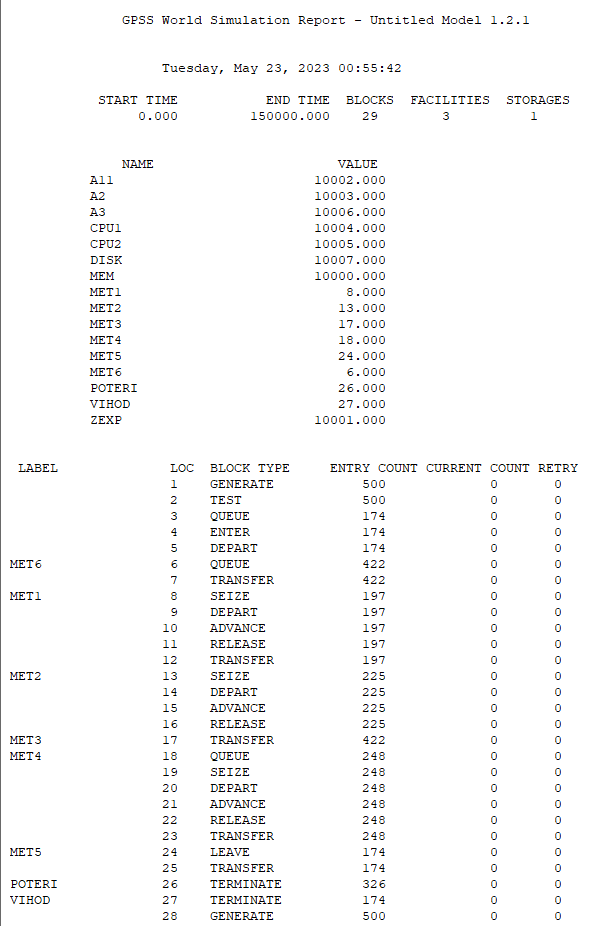 GPSS World Simulation Report - Untitled Model 1.2.1
Tuesday, May 23, 2023 00:55:42
START TIME END TIME BLOCKS FACILITIES STORAGES
0.000 150000.000 29 3 1
NAME VALUE
A11 10002.000
A2 10003.000
A3 10006.000
CPU1 10004.000
CPU2 10005.000
DISK 10007.000
MEM 10000.000
MET1 8.000
MET2 13.000
MET3 17.000
MET4 18.000
MET5 24.000
MET6 6.000
POTERI 26.000
VIHOD 27.000
ZEXP 10001.000
LABEL LOC BLOCK TYPE ENTRY COUNT CURRENT COUNT RETRY
1 GENERATE 500 0 0
2 TEST 500 0 0
3 QUEUE 174 0 0
4 ENTER 174 0 0
5 DEPART 174 0 0
MET6 6 QUEUE 422 0 0
7 TRANSFER 422 0 0
MET1 8 SEIZE 197 0 0
9 DEPART 197 0 0
10 ADVANCE 197 0 0
11 RELEASE 197 0 0
12 TRANSFER 197 0 0
MET2 13 SEIZE 225 0 0
14 DEPART 225 0 0
15 ADVANCE 225 0 0
16 RELEASE 225 0 0
MET3 17 TRANSFER 422 0 0
MET4 18 QUEUE 248 0 0
19 SEIZE 248 0 0
20 DEPART 248 0 0
21 ADVANCE 248 0 0
22 RELEASE 248 0 0
23 TRANSFER 248 0 0
MET5 24 LEAVE 174 0 0
25 TRANSFER 174 0 0
POTERI 26 TERMINATE 326 0 0
VIHOD 27 TERMINATE 174 0 0
28 GENERATE 500 0 0